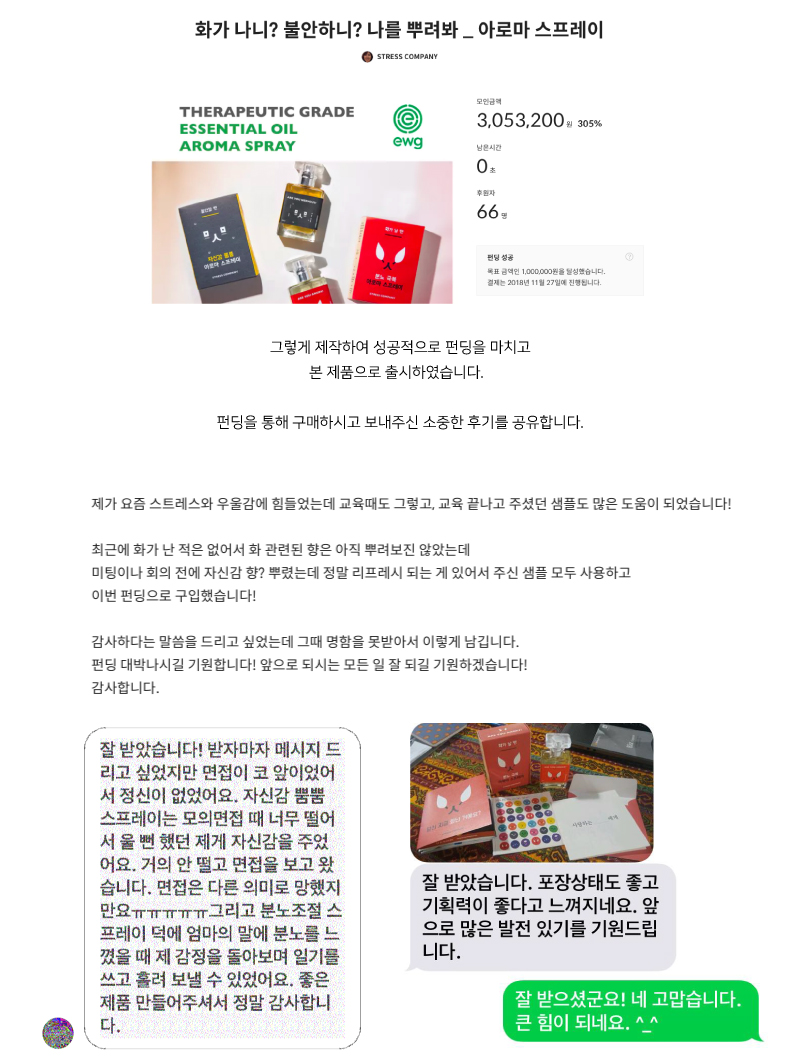 화가 나니? 불안하니? 나를 뿌려봐 _ 아로마 스프레이
STRESS COMPANY
THERAPEUTIC GRADE
ESSENTIAL OIL
AROMA SPRAY
ewg
모인금액
3,053,200 원 305%
남은시간
0 초
후원자
66 명
펀딩 성공
목표 금액인 1,000,000원을 달성했습니다.
결제는 2018년 11월 27일에 진행됩니다.
자신감 뿜뿜
아로마 스프레이
분노 극복
아로마 스프레이
그렇게 제작하여 성공적으로 펀딩을 마치고
본 제품으로 출시하였습니다.
펀딩을 통해 구매하시고 보내주신 소중한 후기를 공유합니다.
제가 요즘 스트레스와 우울감에 힘들었는데 교육때도 그렇고, 교육 끝나고 주셨던 샘플도 많은 도움이 되었습니다!
최근에 화가 난 적은 없어서 화 관련된 향은 아직 뿌려보진 않았는데
미팅이나 회의 전에 자신감 향? 뿌렸는데 정말 리프레시 되는 게 있어서 주신 샘플 모두 사용하고
이번 펀딩으로 구입했습니다!
감사하다는 말씀을 드리고 싶었는데 그때 명함을 못받아서 이렇게 남깁니다.
펀딩 대박나시길 기원합니다! 앞으로 되시는 모든 일 잘 되길 기원하겠습니다!
감사합니다.
잘 받았습니다! 받자마자 메시지 드
리고 싶었지만 면접이 코 앞이었어
서 정신이 없었어요. 자신감 뿜뿜
스프레이는 모의면접 때 너무 떨어
서 울 뻔 했던 제게 자신감을 주었
어요. 거의 안 떨고 면접을 보고 왔
습니다. 면접은 다른 의미로 망했지
만요ㅠㅠㅠㅠㅠ그리고 분노조절 스
프레이 덕에 엄마의 말에 분노를 느
꼈을 때 제 감정을 돌아보며 일기를
쓰고 흘려 보낼 수 있었어요. 좋은
제품 만들어주셔서 정말 감사합니
다.
잘 받았습니다. 포장상태도 좋고
기획력이 좋다고 느껴지네요. 앞
으로 많은 발전 있기를 기원드립
니다.
잘 받으셨군요! 네 고맙습니다.
큰 힘이 되네요. ^_^